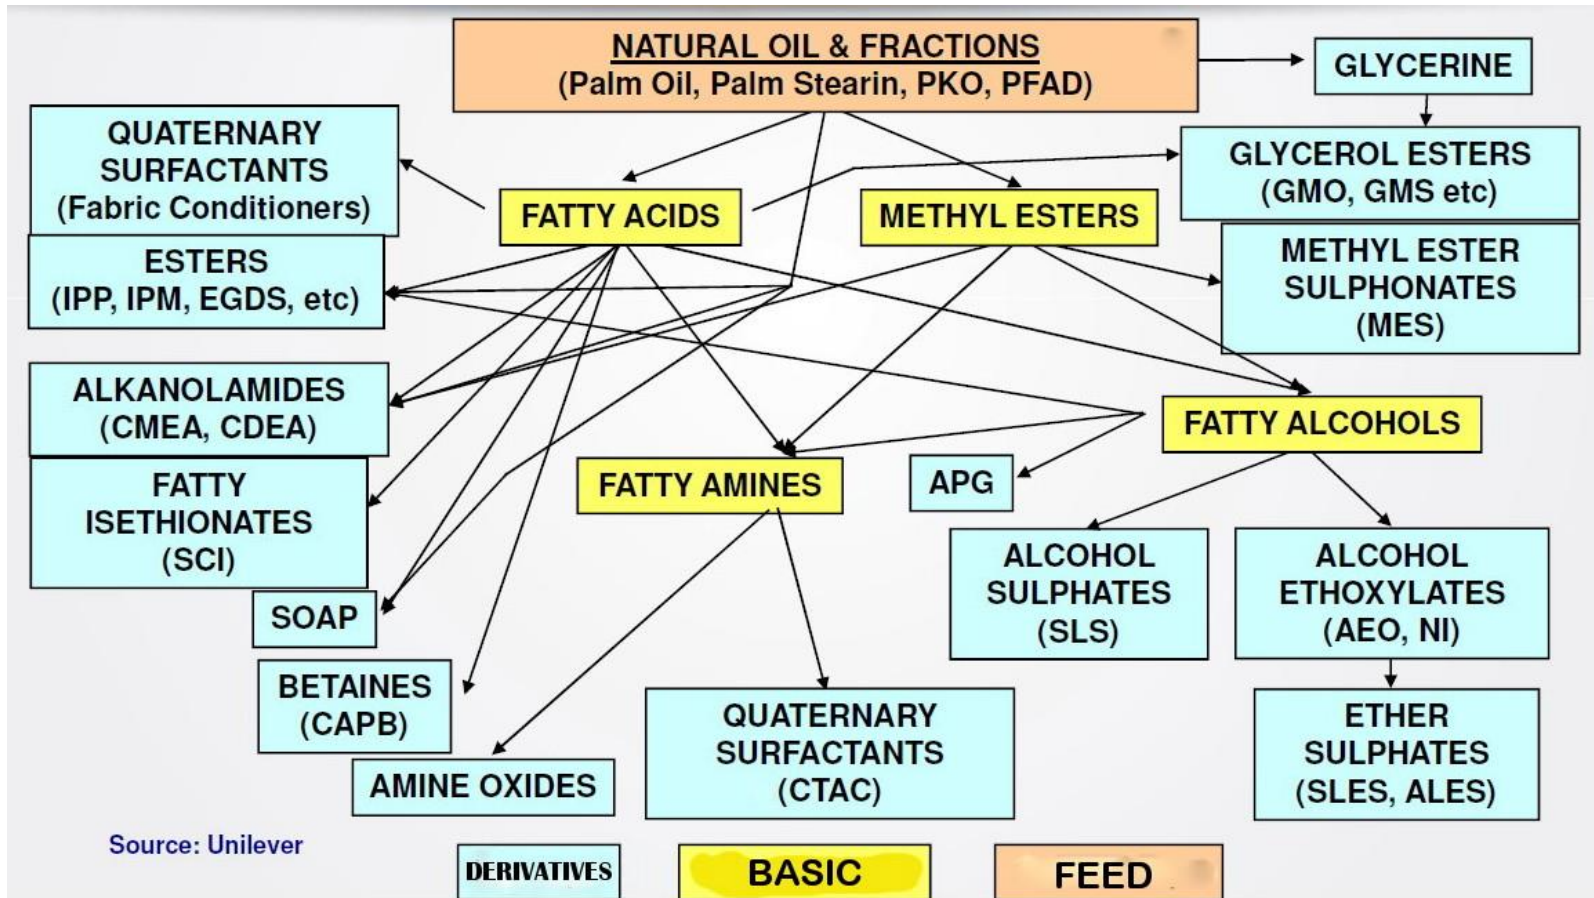 NATURAL OIL & FRACTIONS
(Palm Oil, Palm Stearin, PKO, PFAD)
GLYCERINE
QUATERNARY
SURFACTANTS
(Fabric Conditioners)
GLYCEROL ESTERS
(GMO, GMS etc)
FATTY ACIDS
METHYL ESTERS
ESTERS
(IPP, IPM, EGDS, etc)
METHYL ESTER
SULPHONATES
(MES)
ALKANOLAMIDES
(CMEA, CDEA)
FATTY ALCOHOLS
FATTY
ISETHIONATES
(SCI)
FATTY AMINES
APG
SOAP
ALCOHOL
SULPHATES
(SLS)
ALCOHOL
ETHOXYLATES
(AEO, NI)
BETAINES
(CAPB)
AMINE OXIDES
QUATERNARY
SURFACTANTS
(CTAC)
ETHER
SULPHATES
(SLES, ALES)
Source: Unilever
DERIVATIVES
BASIC
FEED